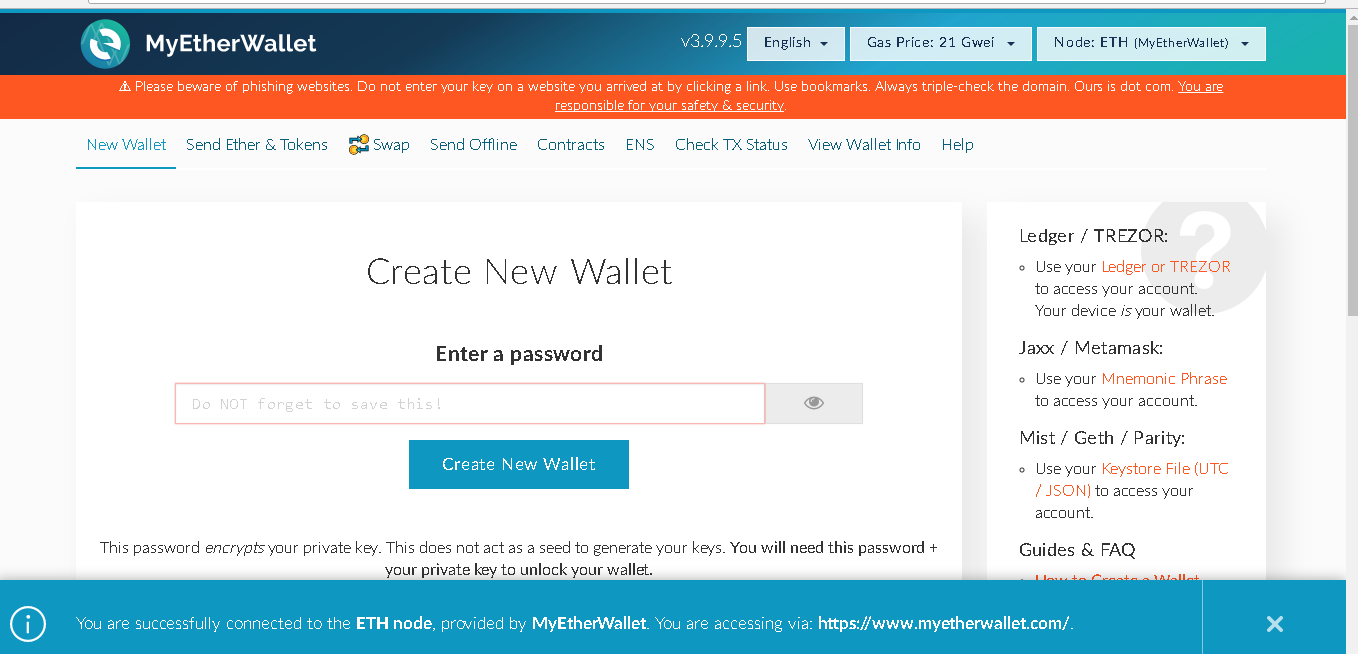 MyEtherWallet
v3.9.9.5 English Gas Price: 21 Gwei Node: ETH (MyEtherWallet)
⚠ Please beware of phishing websites. Do not enter your key on a website you arrived at by clicking a link. Use bookmarks. Always triple-check the domain. Ours is dot com. You are
responsible for your safety & security.
New Wallet Send Ether & Tokens Swap Send Offline Contracts ENS Check TX Status View Wallet Info Help
Create New Wallet
Enter a password
Do NOT forget to save this!
Create New Wallet
This password encrypts your private key. This does not act as a seed to generate your keys. You will need this password +
your private key to unlock your wallet.
Ledger / TREZOR:
Use your Ledger or TREZOR
to access your account.
Your device is your wallet.
Jaxx / Metamask:
Use your Mnemonic Phrase
to access your account.
Mist / Geth / Parity:
Use your Keystore File (UTC
/ JSON) to access your
account.
Guides & FAQ
How to Create a Wallet
You are successfully connected to the ETH node, provided by MyEtherWallet. You are accessing via: https://www.myetherwallet.com/.